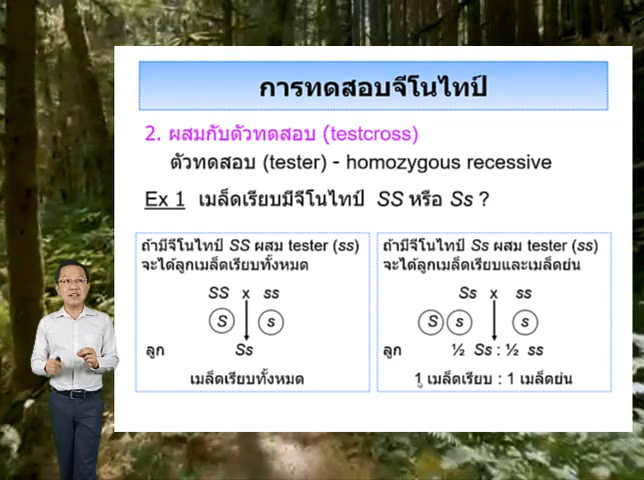 การทดสอบจีโนไทป์
2. ผสมกับตัวทดสอบ (testcross)
ตัวทดสอบ (tester) - homozygous recessive
Ex 1 เมล็ดเรียบมีจีโนไทป์ SS หรือ Ss ?
ถ้ามีจีโนไทป์ SS ผสม tester (ss)
จะได้ลูกเมล็ดเรียบทั้งหมด
SS x ss
S s
ลูก Ss
เมล็ดเรียบทั้งหมด
ถ้ามีจีโนไทป์ Ss ผสม tester (ss)
จะได้ลูกเมล็ดเรียบและเมล็ดย่น
Ss x ss
S s s
ลูก ½ Ss : ½ ss
1 เมล็ดเรียบ : 1 เมล็ดย่น